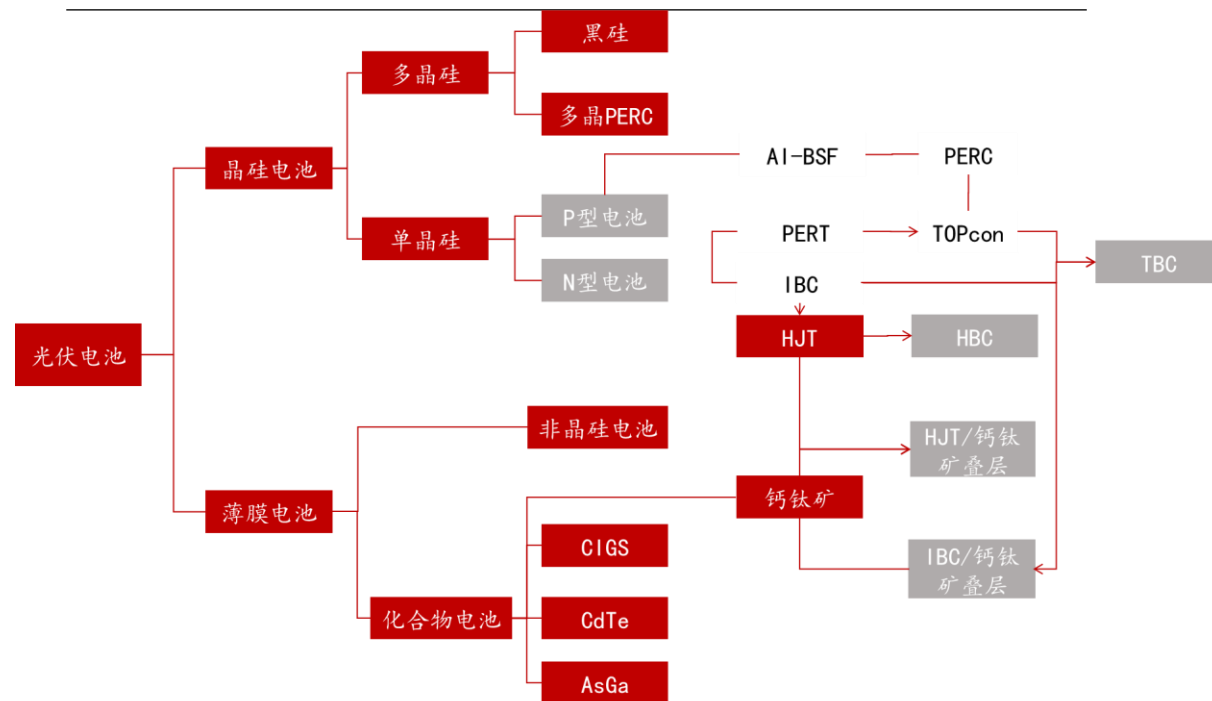 黑硅
多晶硅
多晶PERC
晶硅电池
AI-BSF
PERC
P型电池
单晶硅
PERT
TOPcon
TBC
N型电池
IBC
HJT
HBC
光伏电池
非晶硅电池
HJT/钙钛
矿叠层
薄膜电池
钙钛矿
CIGS
IBC/钙钛
矿叠层
化合物电池
CdTe
AsGa